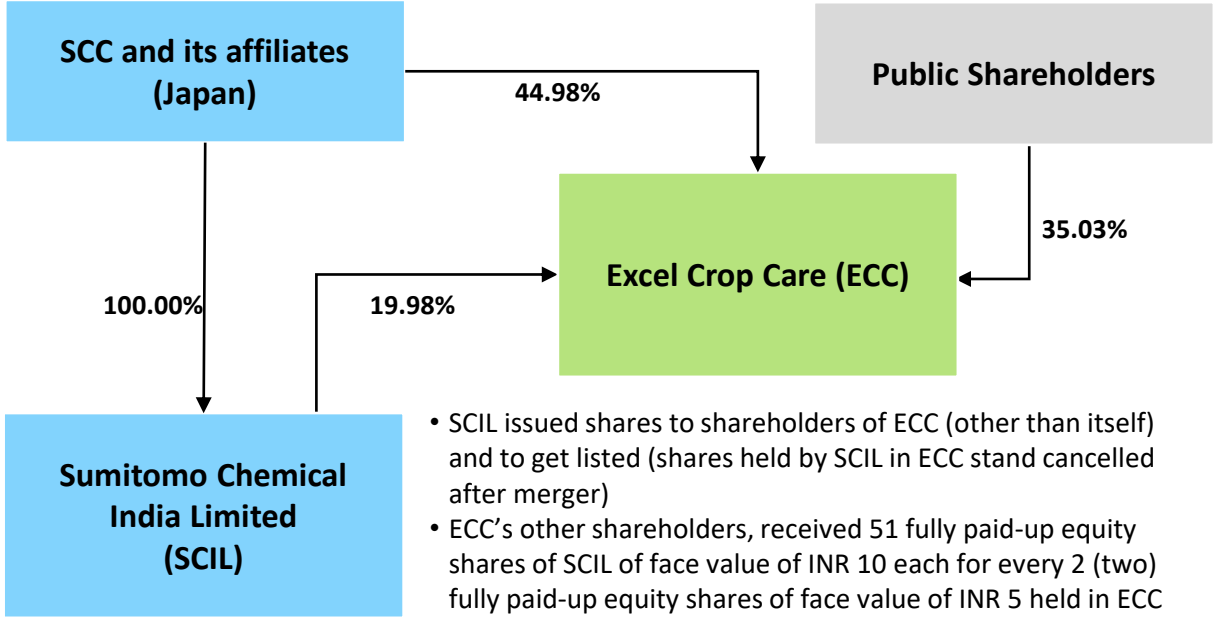 SCC and its affiliates
(Japan)
44.98%
Public Shareholders
35.03%
Excel Crop Care (ECC)
100.00%
19.98%
Sumitomo Chemical
India Limited
(SCIL)
• SCIL issued shares to shareholders of ECC (other than itself)
and to get listed (shares held by SCIL in ECC stand cancelled
after merger)
• ECC’s other shareholders, received 51 fully paid-up equity
shares of SCIL of face value of INR 10 each for every 2 (two)
fully paid-up equity shares of face value of INR 5 held in ECC